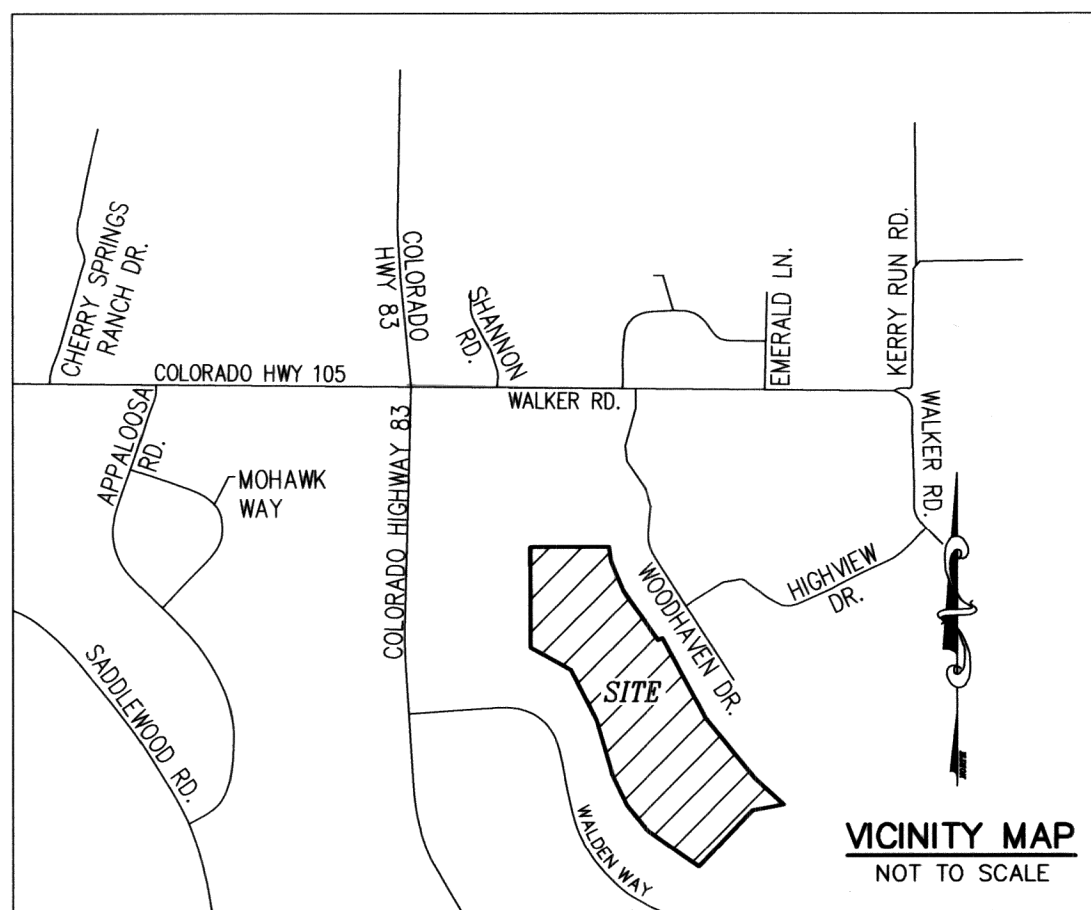 CHERRY SPRINGS
RANCH DR.
COLORADO
HWY 83
SHANNON
RD.
EMERALD LN.
KERRY RUN RD.
COLORADO HWY 105
WALKER RD.
APPALOOSA
RD.
MOHAWK
WAY
COLORADO HIGHWAY 83
WALKER RD.
HIGHVIEW
DR.
WOODHAVEN DR.
SADDLEWOOD RD.
SITE
WALDEN WAY
NORTH
VICINITY MAP
NOT TO SCALE